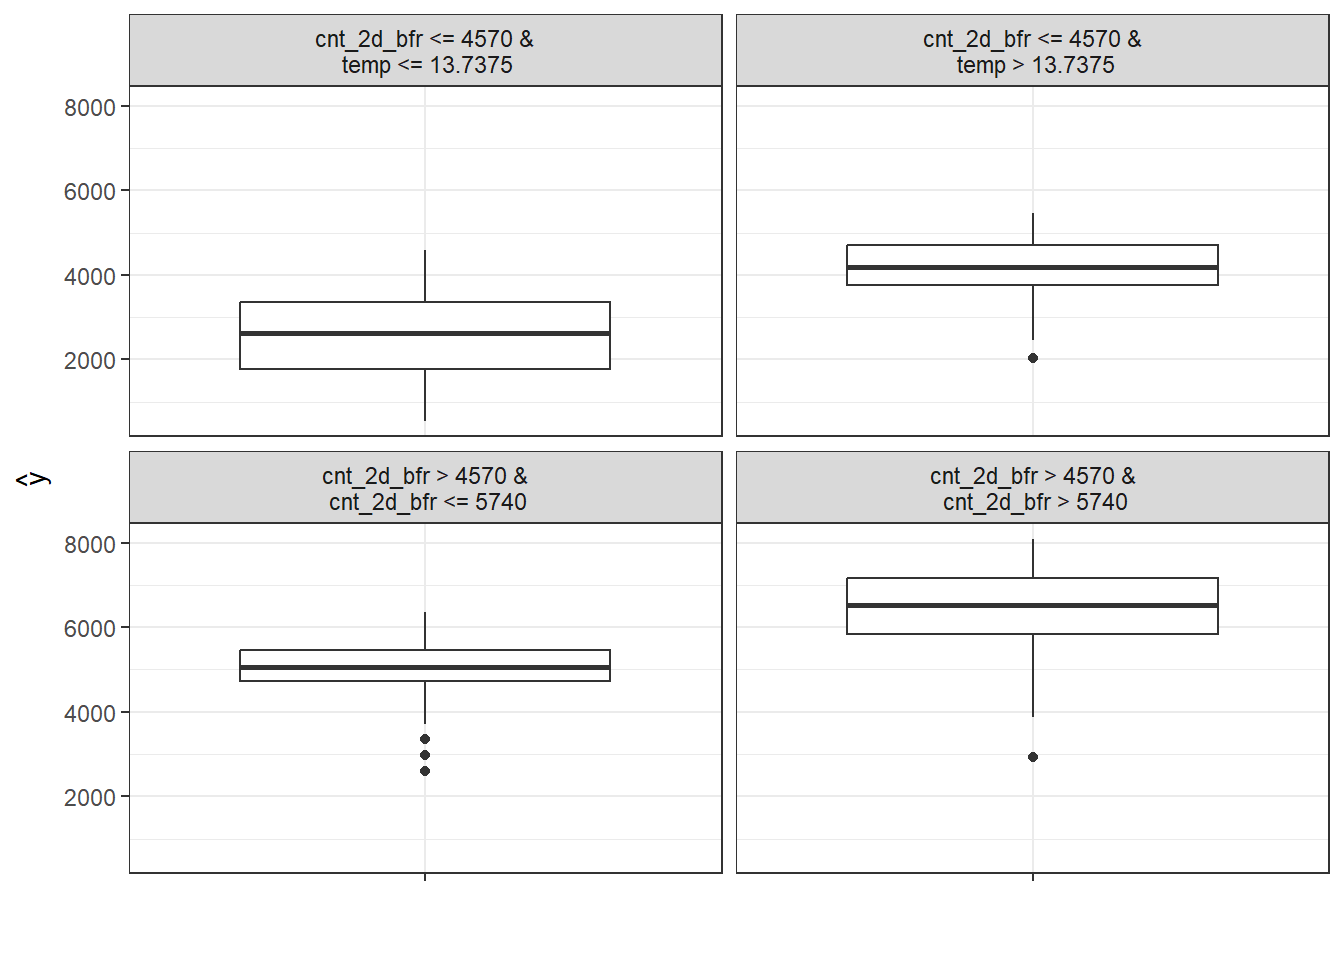 cnt_2d_bfr <= 4570 &
temp <= 13.7375
cnt_2d_bfr <= 4570 &
temp > 13.7375
8000
6000
4000
2000
ŷ
cnt_2d_bfr > 4570 &
cnt_2d_bfr <= 5740
cnt_2d_bfr > 4570 &
cnt_2d_bfr > 5740
8000
6000
4000
2000